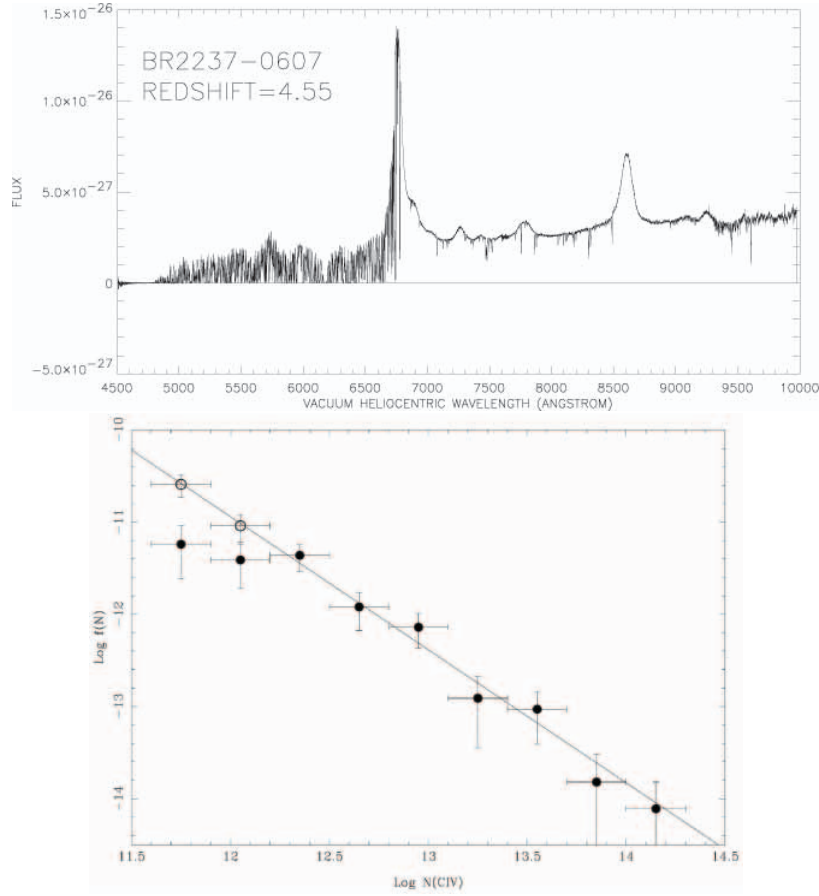 1.5×10-26
BR2237-0607
REDSHIFT=4.55
1.0×10-26
FLUX
5.0×10-27
0
-5.0×10-27
4500 5000 5500 6000 6500 7000 7500 8000 8500 9000 9500 10000
VACUUM HELIOCENTRIC WAVELENGTH (ANGSTROM)
-10
-11
Log f(N)
-12
-13
-14
11.5 12 12.5 13 13.5 14 14.5
Log N(CIV)